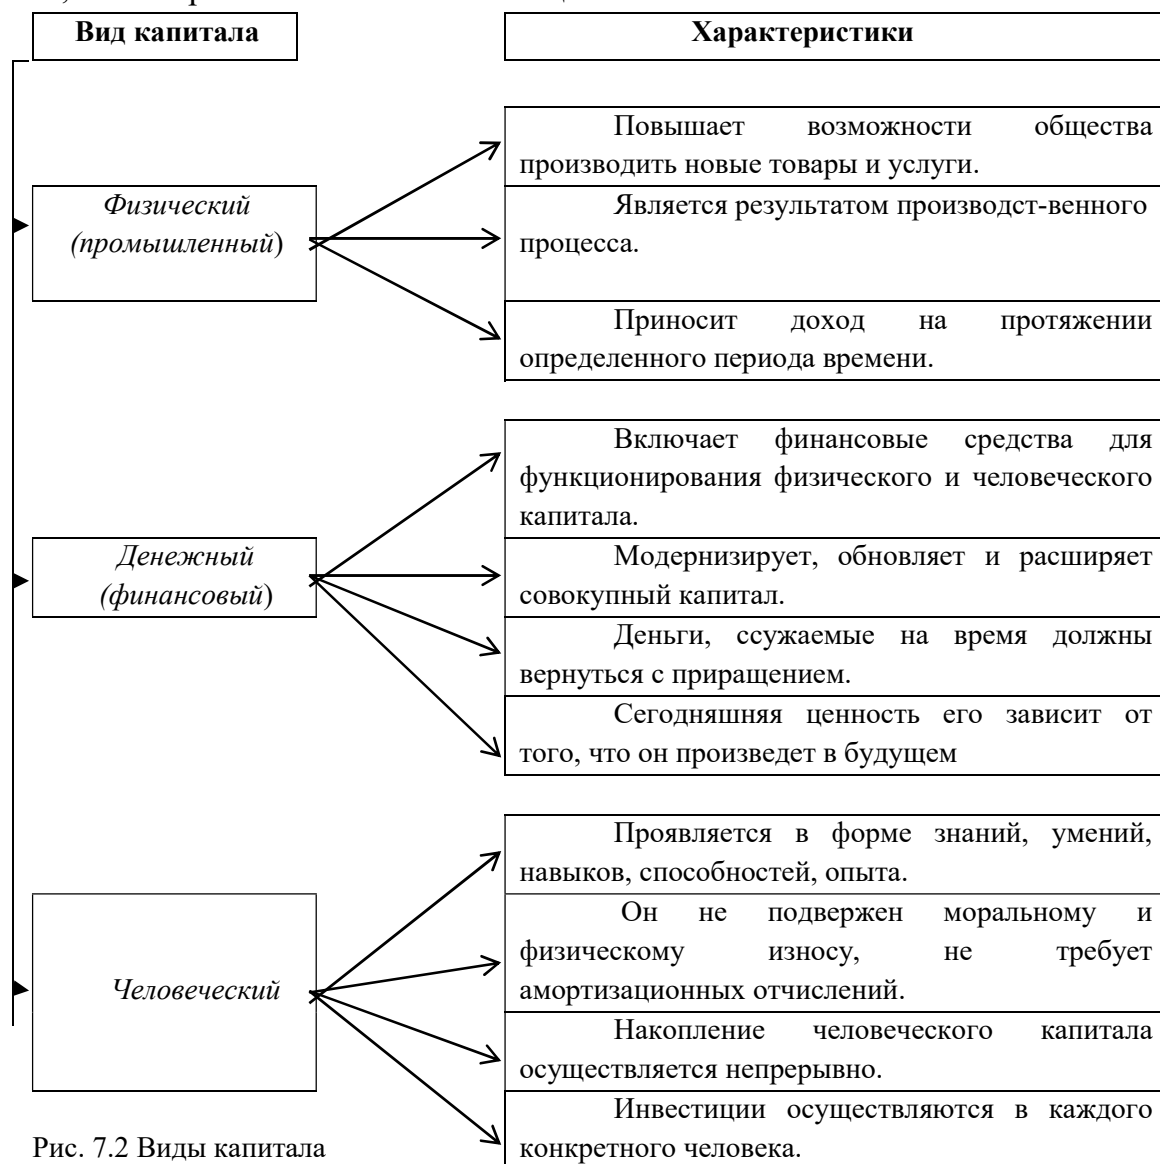 Вид капитала
Характеристики
Физический
(промышленный)
Повышает возможности общества
производить новые товары и услуги.
Является результатом производст-венного
процесса.
Приносит доход на протяжении
определенного периода времени.
Денежный
(финансовый)
Включает финансовые средства для
функционирования физического и человеческого
капитала.
Модернизирует, обновляет и расширяет
совокупный капитал.
Деньги, ссужаемые на время должны
вернуться с приращением.
Сегодняшняя ценность его зависит от
того, что он произведет в будущем
Человеческий
Проявляется в форме знаний, умений,
навыков, способностей, опыта.
Он не подвержен моральному и
физическому износу, не требует
амортизационных отчислений.
Накопление человеческого капитала
осуществляется непрерывно.
Инвестиции осуществляются в каждого
конкретного человека.
Рис. 7.2 Виды капитала